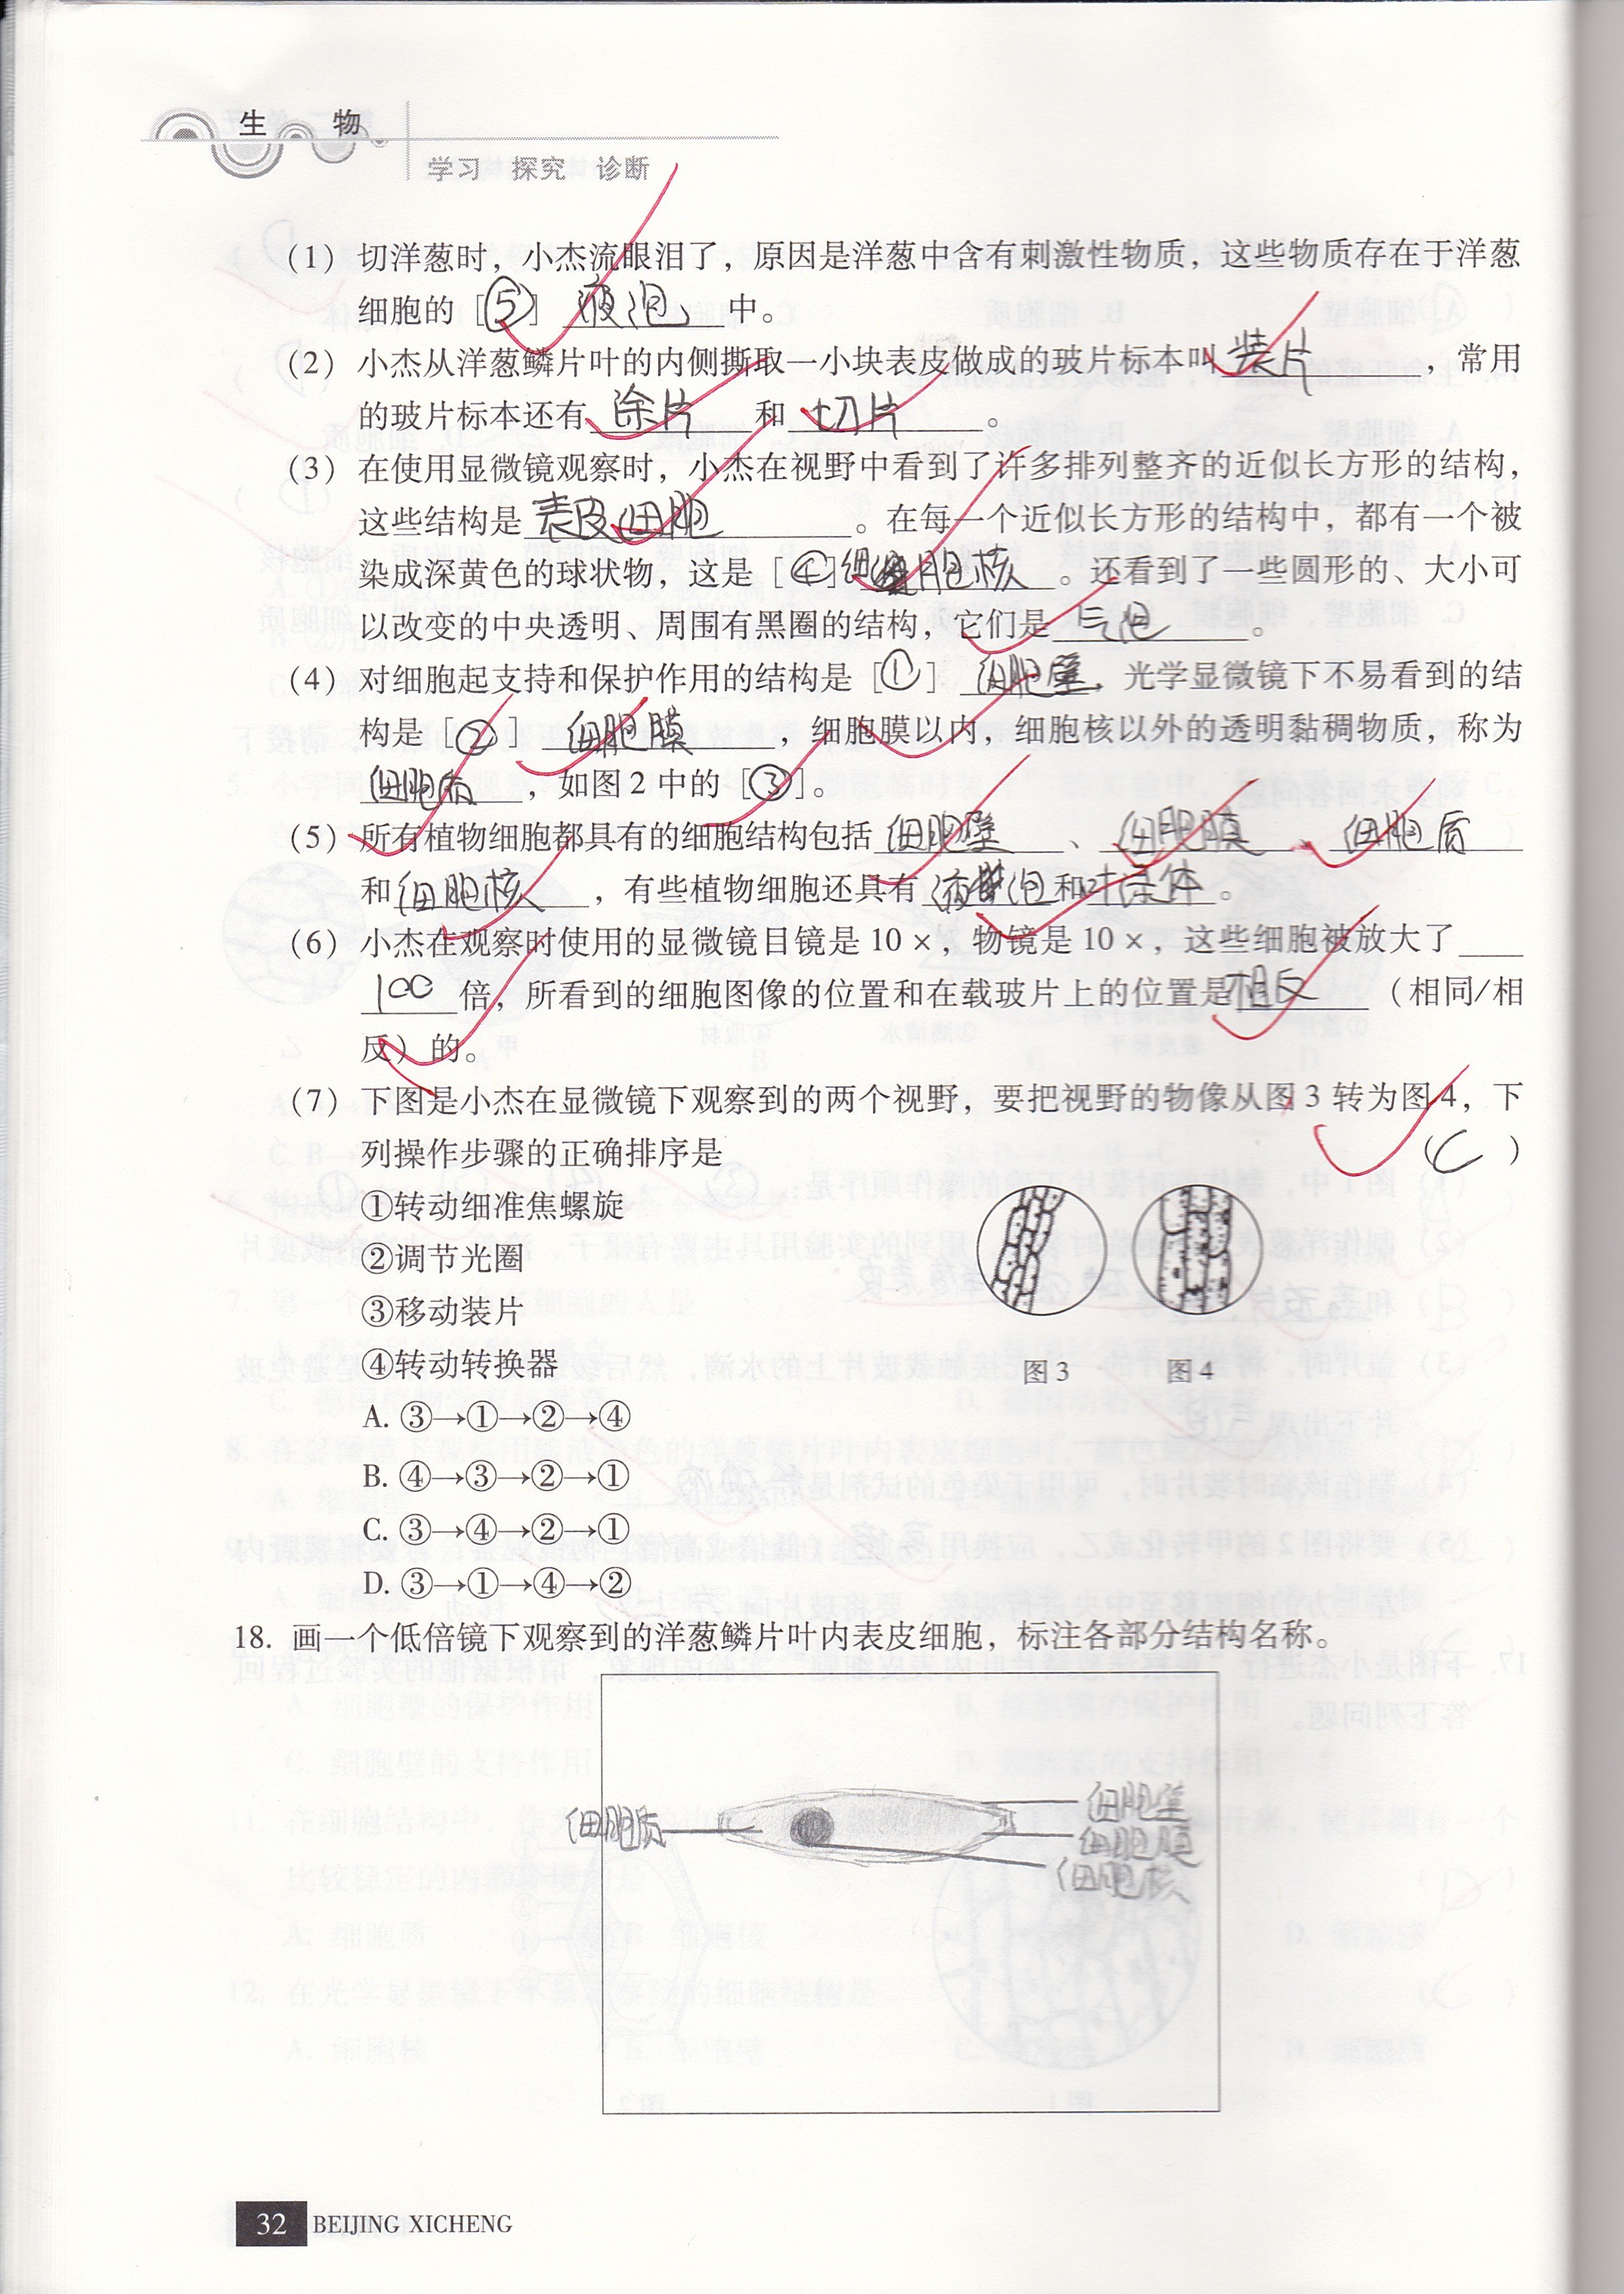 生 物
学习 探究 诊断
(1) 切洋葱时，小杰流眼泪了，原因是洋葱中含有刺激性物质，这些物质存在于洋葱
细胞的［⑤］液泡中。
(2) 小杰从洋葱鳞片叶的内侧撕取一小块表皮做成的玻片标本叫装片，常用
的玻片标本还有涂片和切片。
(3) 在使用显微镜观察时，小杰在视野中看到了许多排列整齐的近似长方形的结构，
这些结构是表皮细胞。在每一个近似长方形的结构中，都有一个被
染成深黄色的球状物，这是［④］细胞核。还看到了一些圆形的、大小可
以改变的中央透明、周围有黑圈的结构，它们是气泡。
(4) 对细胞起支持和保护作用的结构是［①］细胞壁，光学显微镜下不易看到的结
构是［②］细胞膜，细胞膜以内，细胞核以外的透明黏稠物质，称为
细胞质，如图2中的［③］。
(5) 所有植物细胞都具有的细胞结构包括细胞壁、细胞膜、细胞质
和细胞核，有些植物细胞还具有液泡和叶绿体。
(6) 小杰在观察时使用的显微镜目镜是10×，物镜是10×，这些细胞被放大了
100倍，所看到的细胞图像的位置和在载玻片上的位置是相反（相同/相
反）的。
(7) 下图是小杰在显微镜下观察到的两个视野，要把视野的物像从图3转为图4，下
列操作步骤的正确排序是 （C）
①转动细准焦螺旋
②调节光圈
③移动装片
④转动转换器
图3 图4
A. ③→①→②→④
B. ④→③→②→①
C. ③→④→②→①
D. ③→①→④→②
18. 画一个低倍镜下观察到的洋葱鳞片叶内表皮细胞，标注各部分结构名称。
细胞壁
细胞质
细胞膜
细胞核
32 BEIJING XICHENG